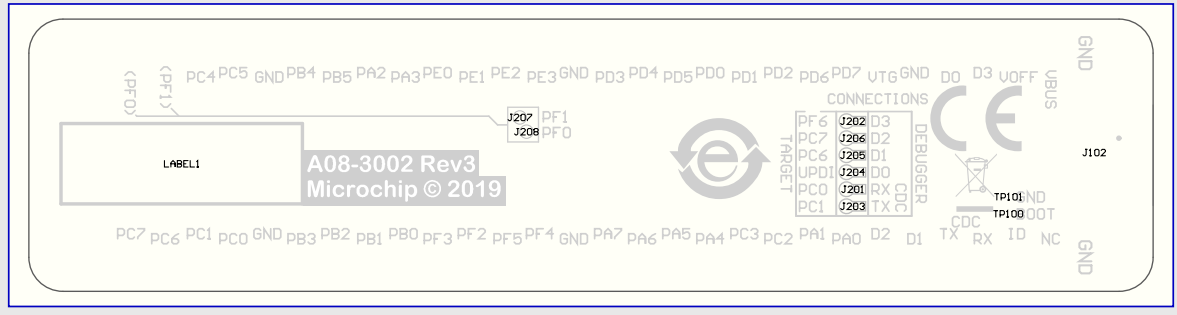 GND
<PF0> <PF1> PC4 PC5 GND PB4 PB5 PA2 PA3 PE0 PE1 PE2 PE3 GND PD3 PD4 PD5 PD0 PD1 PD2 PD6 PD7 VTG GND D0 D3 VOFF VBUS
CONNECTIONS
J207 PF1
J208 PF0
TARGET
DEBUGGER
PF6 J202 D3
PC7 J206 D2
PC6 J205 D1
UPDI J204 D0
PC0 J201 RX
PC1 J203 TX
CDC
CE
J102
LABEL1
A08-3002 Rev3
Microchip © 2019
e
TP101 GND
TP100 BOOT
CDC
PC7 PC6 PC1 PC0 GND PB3 PB2 PB1 PB0 PF3 PF2 PF5 PF4 GND PA7 PA6 PA5 PA4 PC3 PC2 PA1 PA0 D2 D1 TX RX ID NC
GND